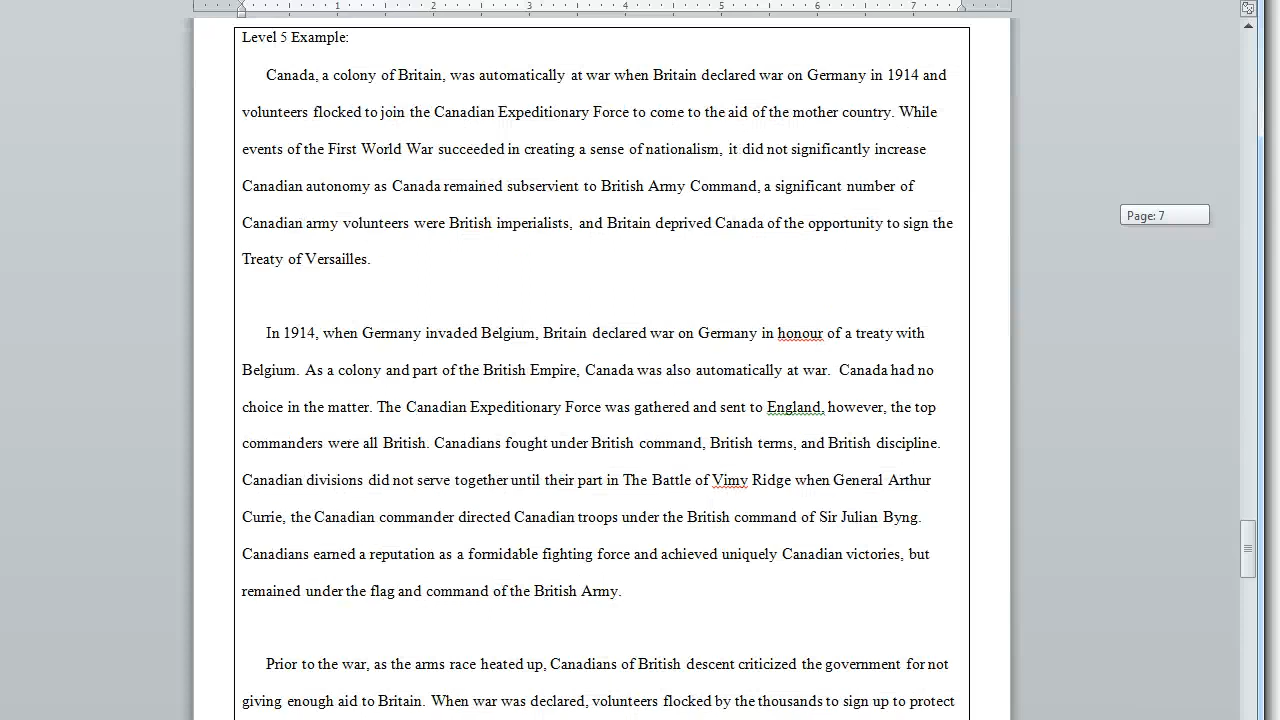 1 2 3 4 5 6 7
Level 5 Example:
Canada, a colony of Britain, was automatically at war when Britain declared war on Germany in 1914 and
volunteers flocked to join the Canadian Expeditionary Force to come to the aid of the mother country. While
events of the First World War succeeded in creating a sense of nationalism, it did not significantly increase
Canadian autonomy as Canada remained subservient to British Army Command, a significant number of
Canadian army volunteers were British imperialists, and Britain deprived Canada of the opportunity to sign the
Page: 7
Treaty of Versailles.
In 1914, when Germany invaded Belgium, Britain declared war on Germany in honour of a treaty with
Belgium. As a colony and part of the British Empire, Canada was also automatically at war. Canada had no
choice in the matter. The Canadian Expeditionary Force was gathered and sent to England, however, the top
commanders were all British. Canadians fought under British command, British terms, and British discipline.
Canadian divisions did not serve together until their part in The Battle of Vimy Ridge when General Arthur
Currie, the Canadian commander directed Canadian troops under the British command of Sir Julian Byng.
Canadians earned a reputation as a formidable fighting force and achieved uniquely Canadian victories, but
remained under the flag and command of the British Army.
Prior to the war, as the arms race heated up, Canadians of British descent criticized the government for not
giving enough aid to Britain. When war was declared, volunteers flocked by the thousands to sign up to protect